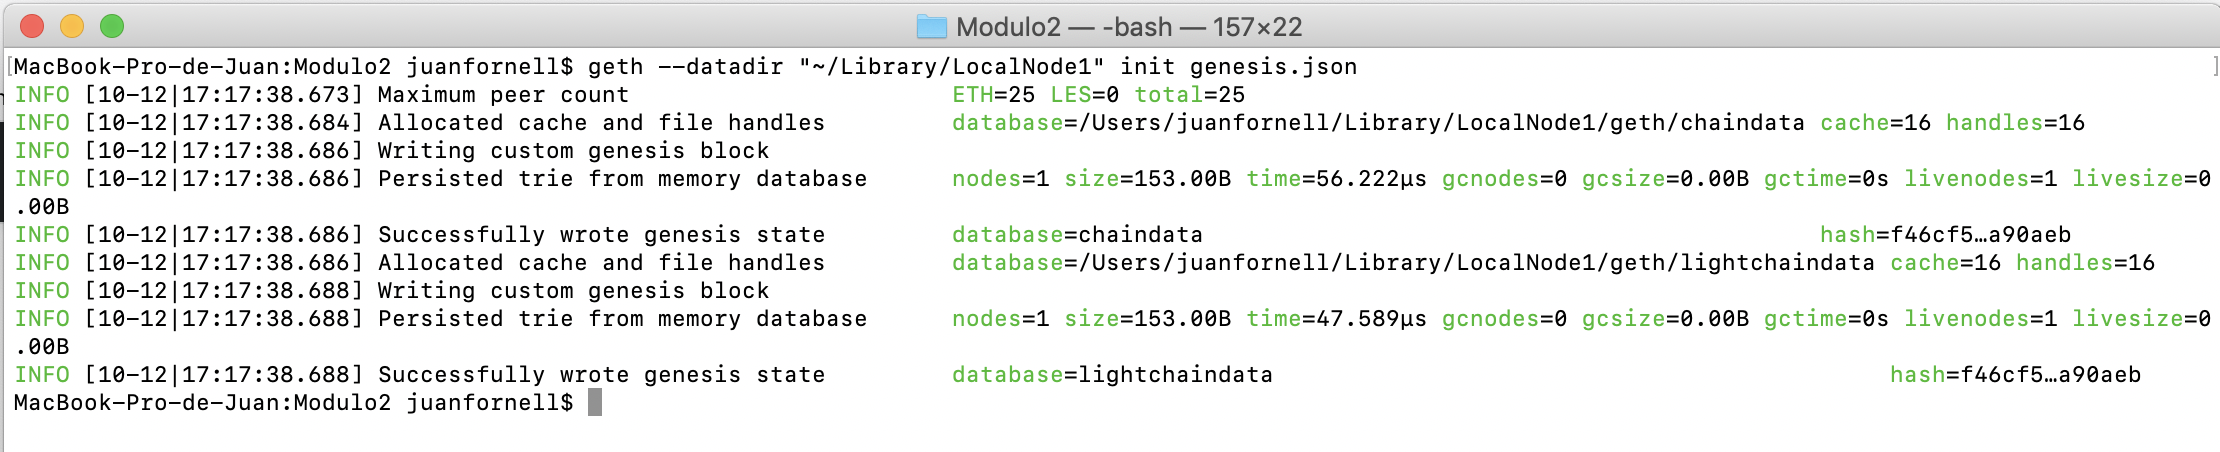 Modulo2 — -bash — 157×22
[MacBook-Pro-de-Juan:Modulo2 juanfornell$ geth --datadir "~/Library/LocalNode1" init genesis.json ]
INFO [10-12|17:17:38.673] Maximum peer count ETH=25 LES=0 total=25
INFO [10-12|17:17:38.684] Allocated cache and file handles database=/Users/juanfornell/Library/LocalNode1/geth/chaindata cache=16 handles=16
INFO [10-12|17:17:38.686] Writing custom genesis block
INFO [10-12|17:17:38.686] Persisted trie from memory database nodes=1 size=153.00B time=56.222µs gcnodes=0 gcsize=0.00B gctime=0s livenodes=1 livesize=0
.00B
INFO [10-12|17:17:38.686] Successfully wrote genesis state database=chaindata hash=f46cf5…a90aeb
INFO [10-12|17:17:38.686] Allocated cache and file handles database=/Users/juanfornell/Library/LocalNode1/geth/lightchaindata cache=16 handles=16
INFO [10-12|17:17:38.688] Writing custom genesis block
INFO [10-12|17:17:38.688] Persisted trie from memory database nodes=1 size=153.00B time=47.589µs gcnodes=0 gcsize=0.00B gctime=0s livenodes=1 livesize=0
.00B
INFO [10-12|17:17:38.688] Successfully wrote genesis state database=lightchaindata hash=f46cf5…a90aeb
MacBook-Pro-de-Juan:Modulo2 juanfornell$